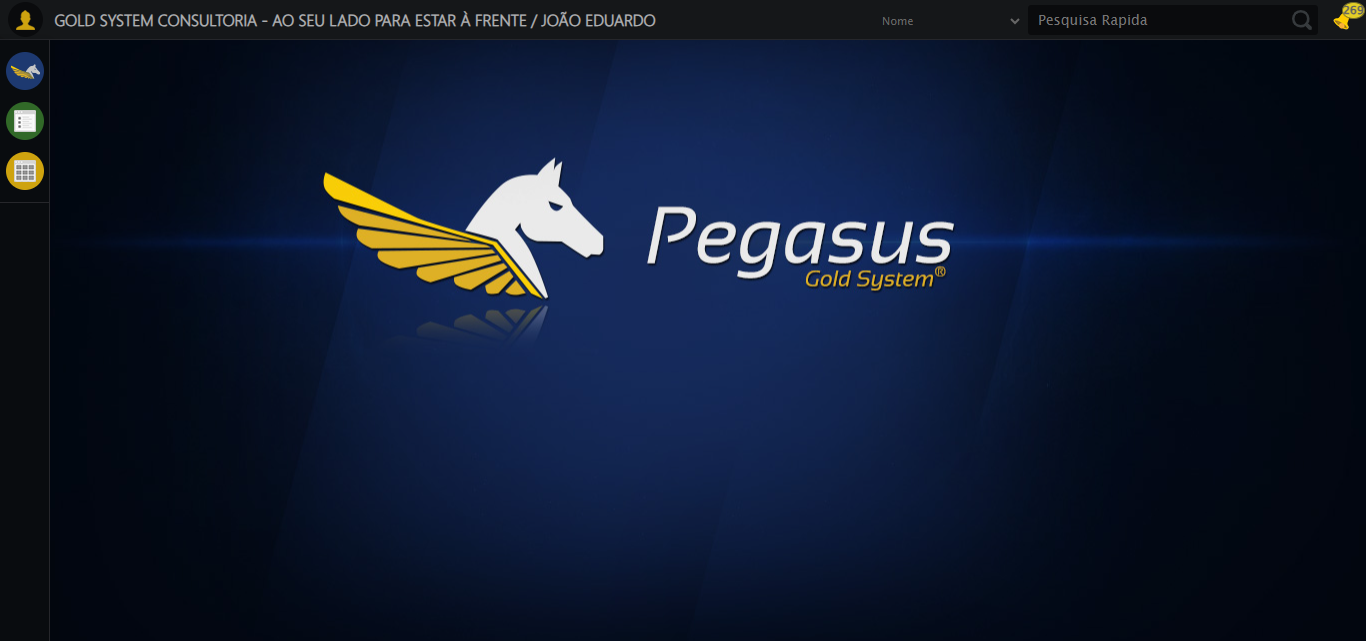 GOLD SYSTEM CONSULTORIA - AO SEU LADO PARA ESTAR À FRENTE / JOÃO EDUARDO
Nome
Pesquisa Rapida
269
Pegasus
Gold System®